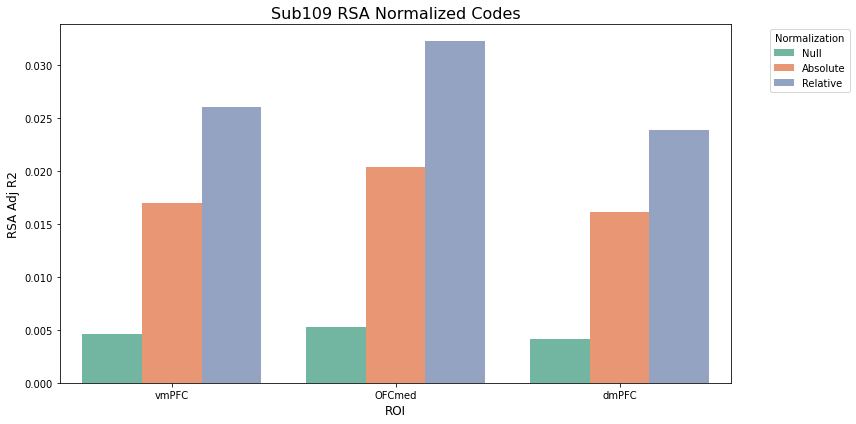 Sub109 RSA Normalized Codes
Normalization
Null
Absolute
Relative
RSA Adj R2
0.030
0.025
0.020
0.015
0.010
0.005
0.000
vmPFC OFCmed dmPFC
ROI